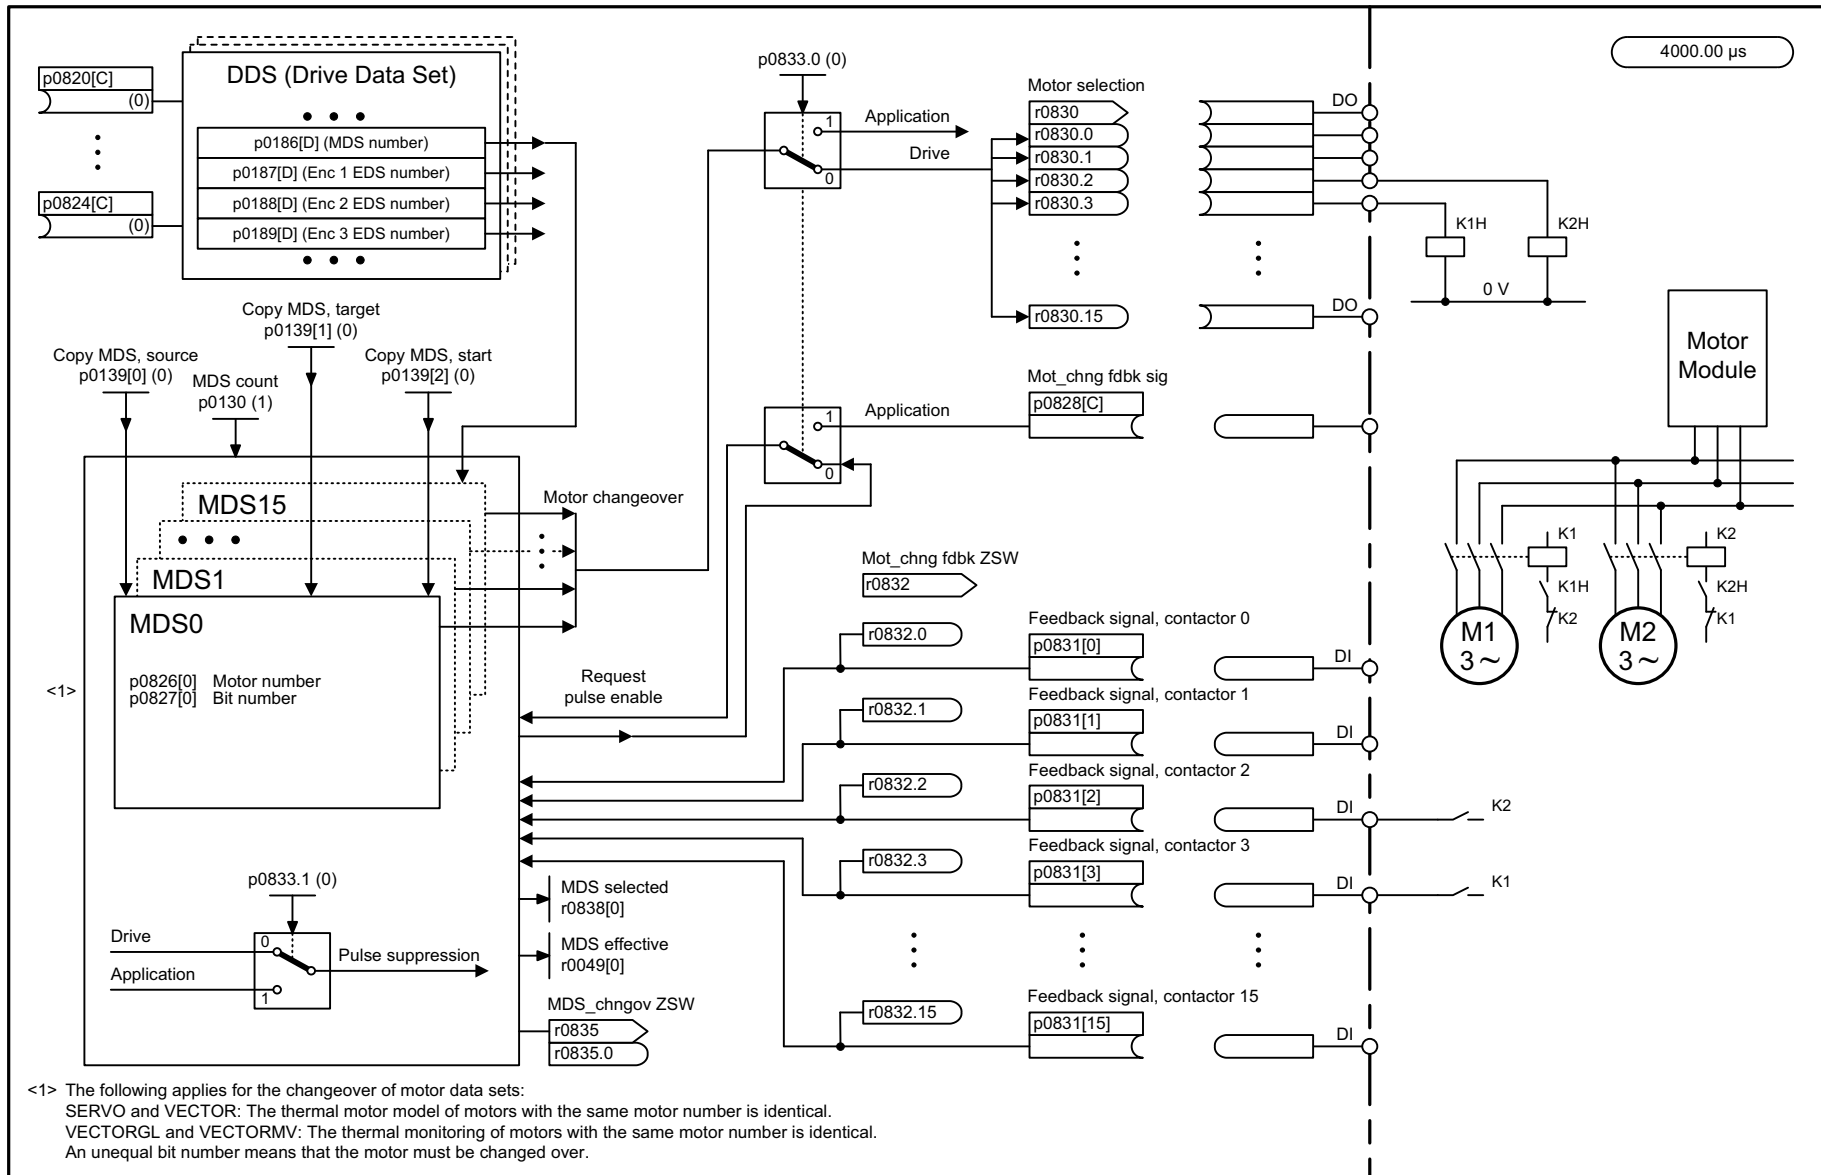 p0820[C]
(0)
p0824[C]
(0)
DDS (Drive Data Set)
p0186[D] (MDS number)
p0187[D] (Enc 1 EDS number)
p0188[D] (Enc 2 EDS number)
p0189[D] (Enc 3 EDS number)
Copy MDS, target
p0139[1] (0)
Copy MDS, source
p0139[0] (0)
MDS count
p0130 (1)
Copy MDS, start
p0139[2] (0)
MDS15
MDS1
MDS0
p0826[0] Motor number
p0827[0] Bit number
<1>
p0833.1 (0)
Drive
Application
0
1
Pulse suppression
Motor changeover
Request
pulse enable
MDS selected
r0838[0]
MDS effective
r0049[0]
MDS_chngov ZSW
r0835
r0835.0
p0833.0 (0)
1
0
Application
Drive
Motor selection
r0830
r0830.0
r0830.1
r0830.2
r0830.3
r0830.15
DO
DO
1
0
Application
Mot_chng fdbk sig
p0828[C]
Mot_chng fdbk ZSW
r0832
r0832.0
Feedback signal, contactor 0
p0831[0]
DI
r0832.1
Feedback signal, contactor 1
p0831[1]
DI
r0832.2
Feedback signal, contactor 2
p0831[2]
DI
K2
r0832.3
Feedback signal, contactor 3
p0831[3]
DI
K1
r0832.15
Feedback signal, contactor 15
p0831[15]
DI
4000.00 µs
K1H
K2H
0 V
Motor
Module
K1
K1H
K2
K2
K2H
K1
M1
3 ~
M2
3 ~
<1> The following applies for the changeover of motor data sets:
SERVO and VECTOR: The thermal motor model of motors with the same motor number is identical.
VECTORGL and VECTORMV: The thermal monitoring of motors with the same motor number is identical.
An unequal bit number means that the motor must be changed over.